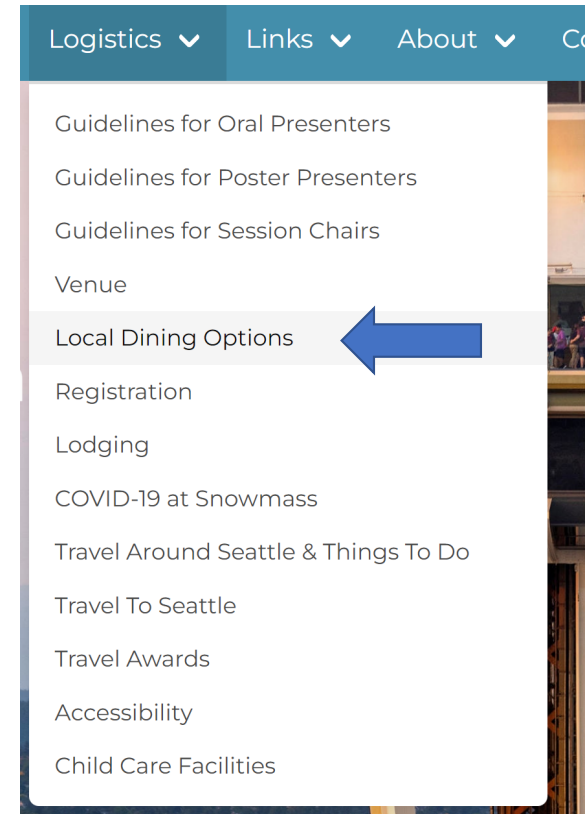 Logistics Links About
Guidelines for Oral Presenters
Guidelines for Poster Presenters
Guidelines for Session Chairs
Venue
Local Dining Options
Registration
Lodging
COVID-19 at Snowmass
Travel Around Seattle & Things To Do
Travel To Seattle
Travel Awards
Accessibility
Child Care Facilities